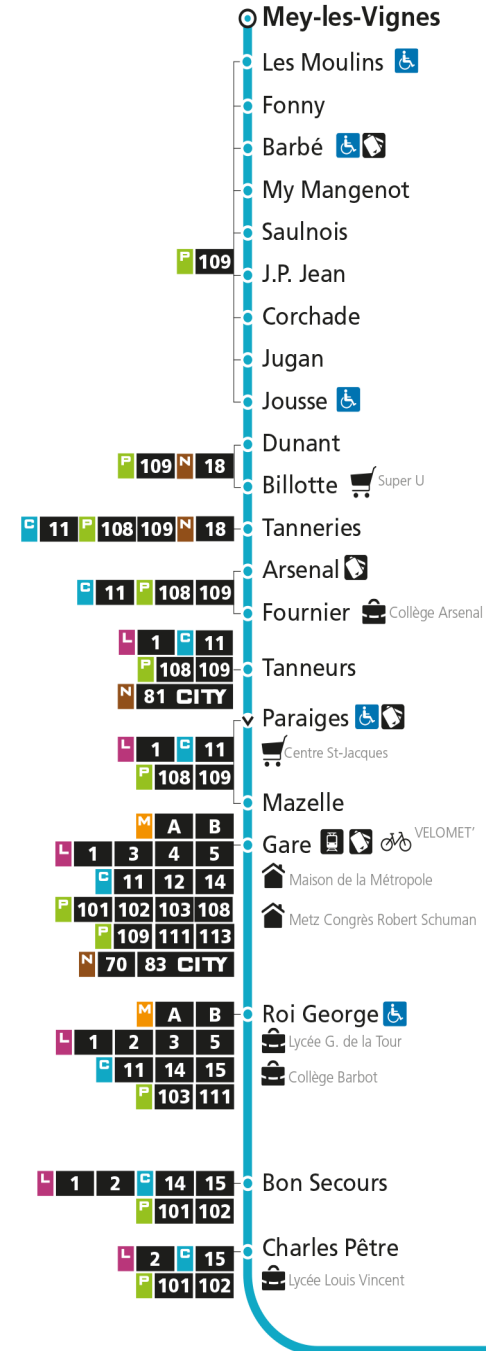 Mey-les-Vignes
Les Moulins
Fonny
Barbé
My Mangenot
Saulnois
P 109
J.P. Jean
Corchade
Jugan
Jousse
Dunant
P 109 N 18
Billotte Super U
C 11 P 108 109 N 18 Tanneries
Arsenal
C 11 P 108 109
Fournier Collège Arsenal
L 1 C 11
P 108 109 Tanneurs
N 81 CITY
Paraiges
L 1 C 11 Centre St-Jacques
P 108 109
Mazelle
M A B
Gare VELOMET'
L 1 3 4 5
C 11 12 14 Maison de la Métropole
P 101 102 103 108
Metz Congrès Robert Schuman
P 109 111 113
N 70 83 CITY
M A B Roi George
L 1 2 3 5 Lycée G. de la Tour
C 11 14 15 Collège Barbot
P 103 111
L 1 2 C 14 15 Bon Secours
P 101 102
Charles Pêtre
L 2 C 15
P 101 102 Lycée Louis Vincent